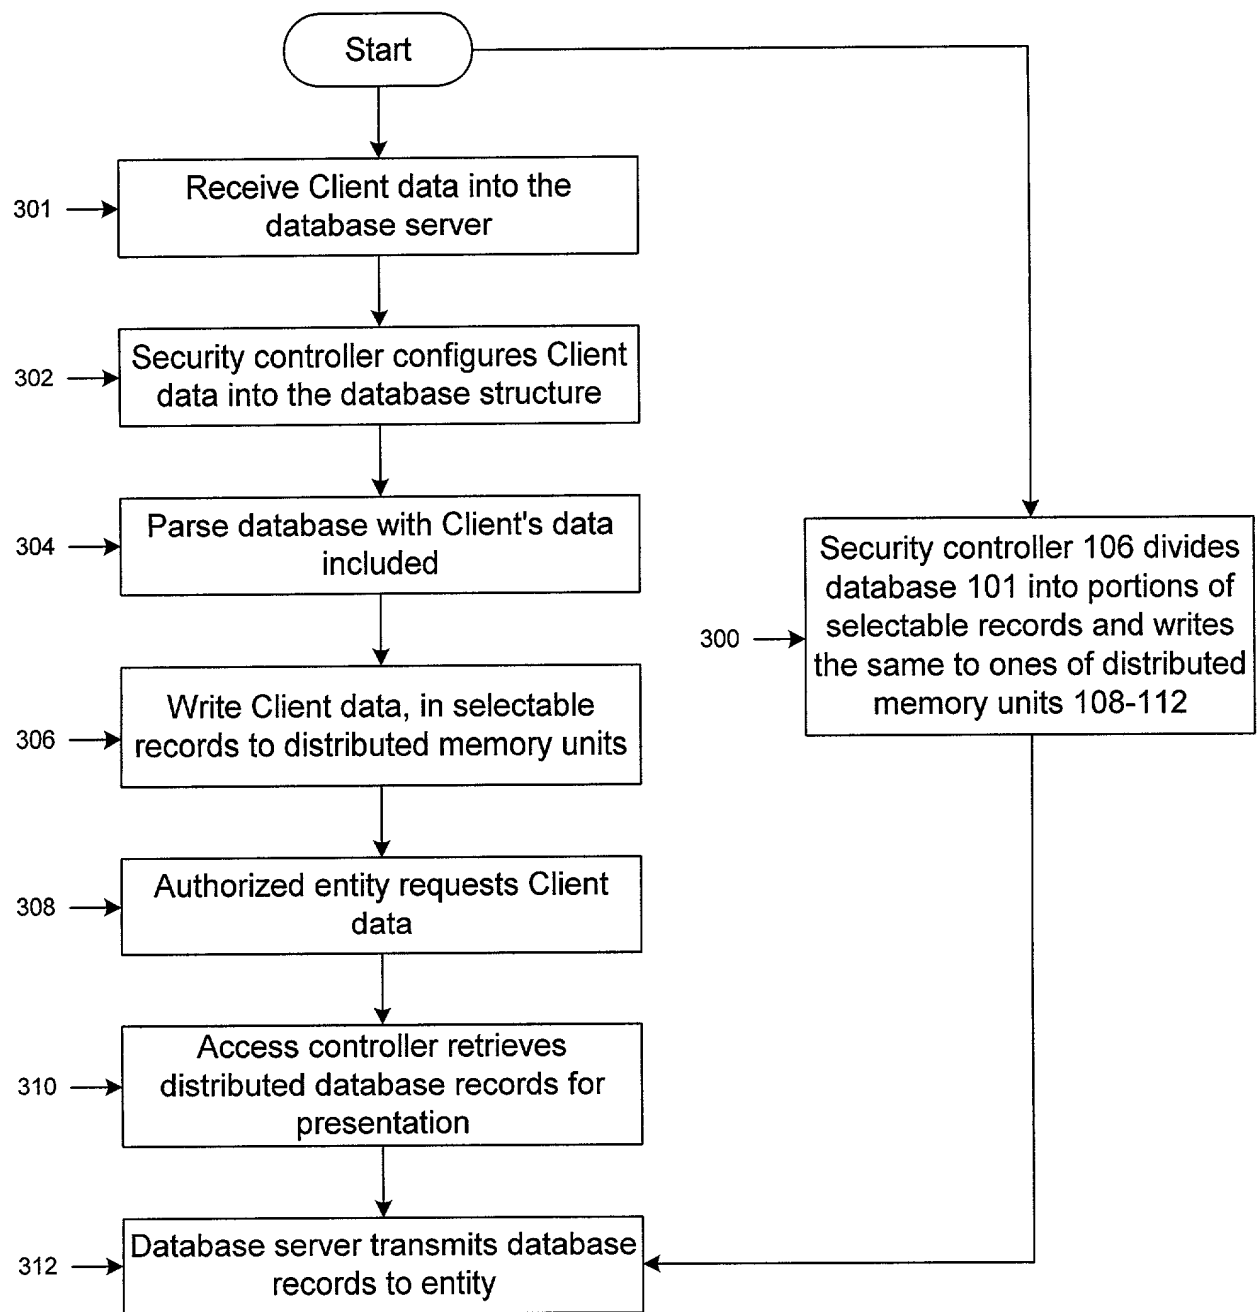 Start
301
Receive Client data into the
database server
302
Security controller configures Client
data into the database structure
304
Parse database with Client's data
included
306
Write Client data, in selectable
records to distributed memory units
308
Authorized entity requests Client
data
310
Access controller retrieves
distributed database records for
presentation
312
Database server transmits database
records to entity
300
Security controller 106 divides
database 101 into portions of
selectable records and writes
the same to ones of distributed
memory units 108-112